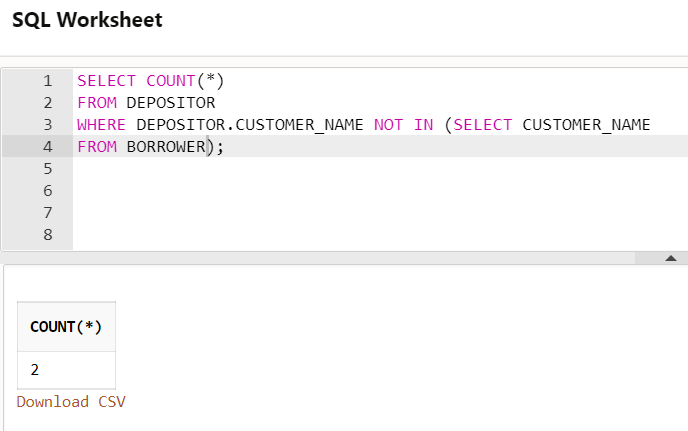 SQL Worksheet
1 SELECT COUNT(*)
2 FROM DEPOSITOR
3 WHERE DEPOSITOR.CUSTOMER_NAME NOT IN (SELECT CUSTOMER_NAME
4 FROM BORROWER);
5
6
7
8
COUNT(*)
2
Download CSV